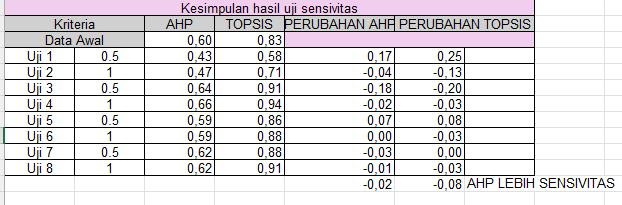 Kesimpulan hasil uji sensivitas
Kriteria AHP TOPSIS PERUBAHAN AHP PERUBAHAN TOPSIS
Data Awal 0,60 0,83
Uji 1 0.5 0,43 0,58 0,17 0,25
Uji 2 1 0,47 0,71 -0,04 -0,13
Uji 3 0.5 0,64 0,91 -0,18 -0,20
Uji 4 1 0,66 0,94 -0,02 -0,03
Uji 5 0.5 0,59 0,86 0,07 0,08
Uji 6 1 0,59 0,88 0,00 -0,03
Uji 7 0.5 0,62 0,88 -0,03 0,00
Uji 8 1 0,62 0,91 -0,01 -0,03
-0,02 -0,08 AHP LEBIH SENSIVITAS